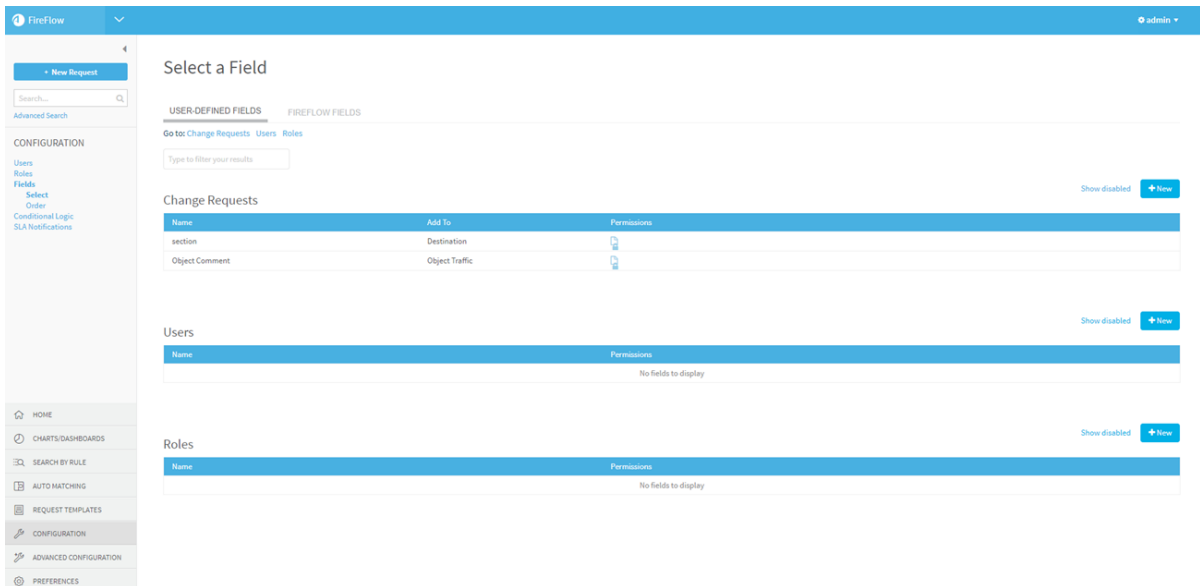 FireFlow
admin
+ New Request
Search...
Advanced Search
CONFIGURATION
Users
Roles
Fields
Select
Order
Conditional Logic
SLA Notifications
HOME
CHARTS/DASHBOARDS
SEARCH BY RULE
AUTO MATCHING
REQUEST TEMPLATES
CONFIGURATION
ADVANCED CONFIGURATION
PREFERENCES
Select a Field
USER-DEFINED FIELDS FIREFLOW FIELDS
Go to: Change Requests Users Roles
Type to filter your results
Show disabled +New
Change Requests
Name Add To Permissions
section Destination
Object Comment Object Traffic
Show disabled +New
Users
Name Permissions
No fields to display
Show disabled +New
Roles
Name Permissions
No fields to display